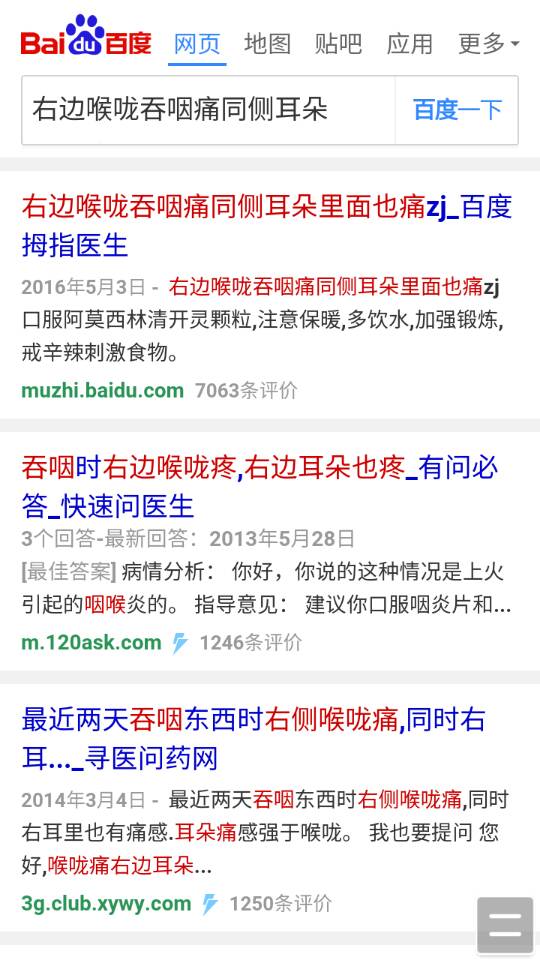 Bai du 百度 网页 地图 贴吧 应用 更多
右边喉咙吞咽痛同侧耳朵 百度一下
右边喉咙吞咽痛同侧耳朵里面也痛zj_百度
拇指医生
2016年5月3日 - 右边喉咙吞咽痛同侧耳朵里面也痛zj
口服阿莫西林清开灵颗粒,注意保暖,多饮水,加强锻炼,
戒辛辣刺激食物。
muzhi.baidu.com 7063条评价
吞咽时右边喉咙疼,右边耳朵也疼_有问必
答_快速问医生
3个回答-最新回答：2013年5月28日
[最佳答案] 病情分析： 你好，你说的这种情况是上火
引起的咽喉炎的。 指导意见： 建议你口服咽炎片和...
m.120ask.com 1246条评价
最近两天吞咽东西时右侧喉咙痛,同时右
耳..._寻医问药网
2014年3月4日 - 最近两天吞咽东西时右侧喉咙痛,同时
右耳里也有痛感.耳朵痛感强于喉咙。 我也要提问 您
好,喉咙痛右边耳朵...
3g.club.xywy.com 1250条评价